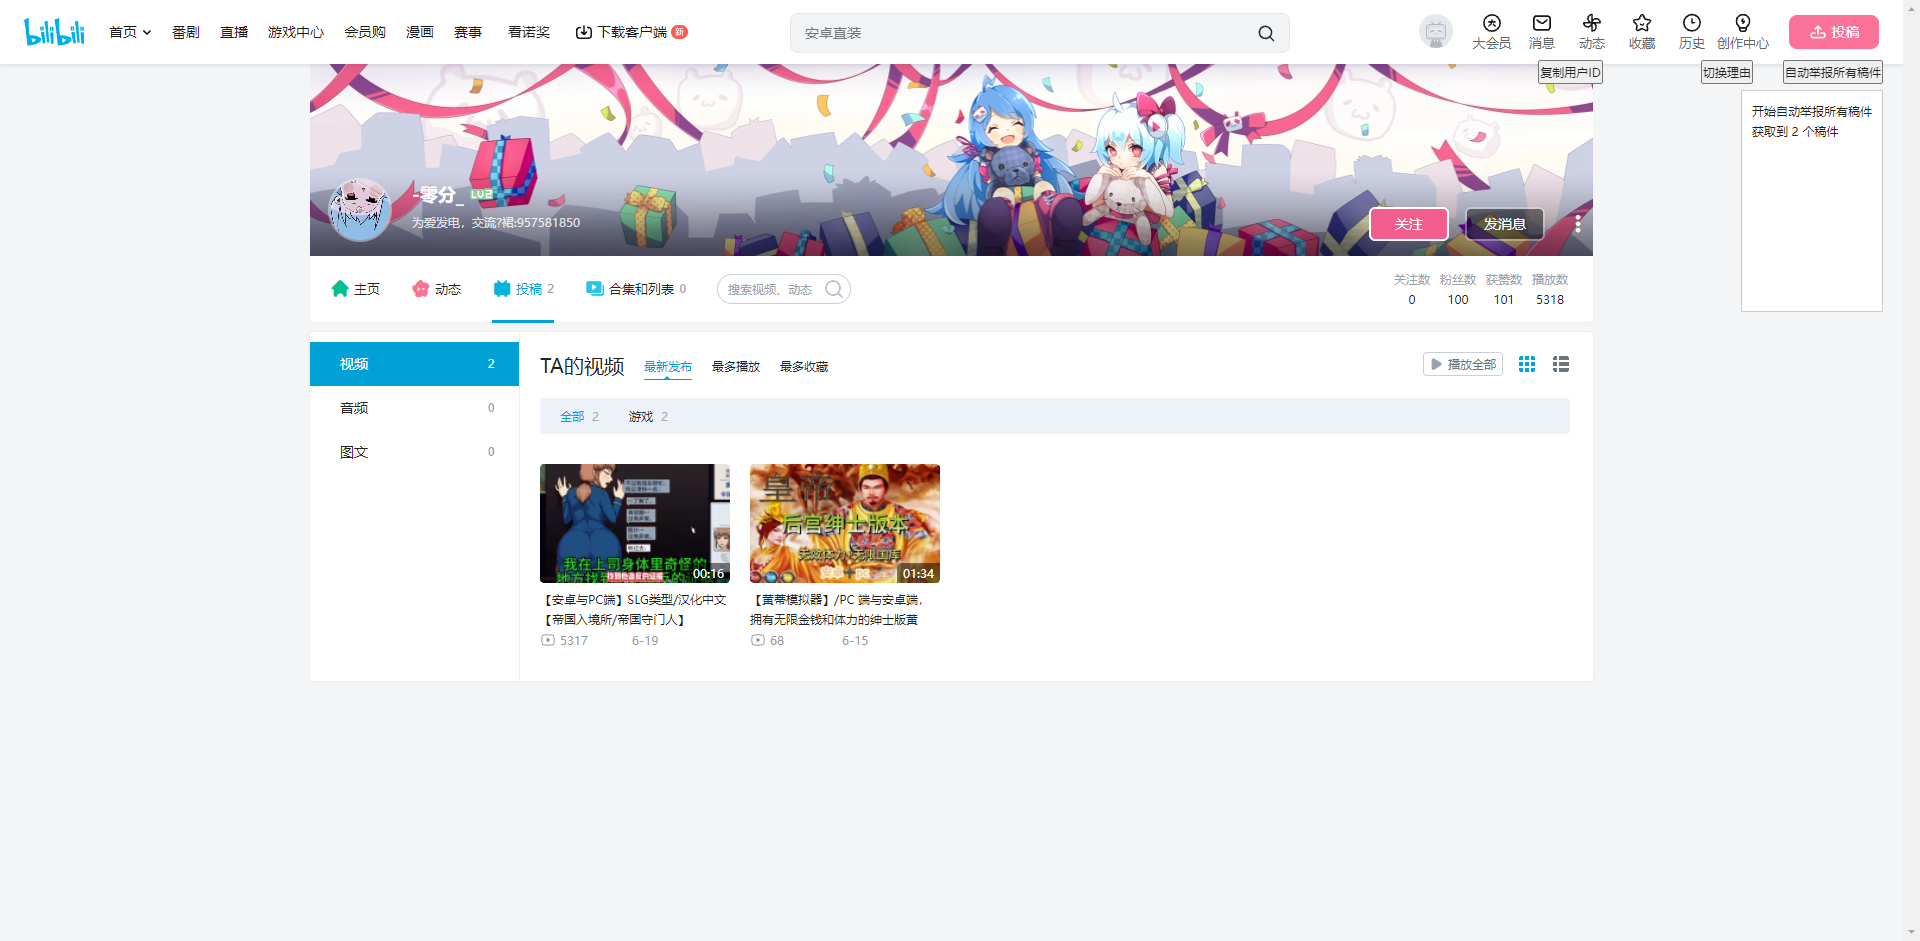 bilibili
首页
番剧
直播
游戏中心
会员购
漫画
赛事
看诺奖
下载客户端 新
安卓直装
大会员
消息
动态
收藏
历史
创作中心
投稿
复制用户ID
切换理由
自动举报所有稿件
开始自动举报所有稿件
获取到 2 个稿件
-零分_ LV2
为爱发电，交流?裙:957581850
关注
发消息
主页
动态
投稿 2
合集和列表 0
搜索视频、动态
关注数 粉丝数 获赞数 播放数
0 100 101 5318
视频 2
音频 0
图文 0
TA的视频
最新发布
最多播放
最多收藏
播放全部
全部 2
游戏 2
我在上司身体里奇怪的
00:16
皇帝
后宫绅士版本
无限体力+无限国库
安卓+pc
01:34
【安卓与PC端】SLG类型/汉化中文
【帝国入境所/帝国守门人】
5317 6-19
【萻蒂模拟器】/PC 端与安卓端，
拥有无限金钱和体力的绅士版萻
68 6-15